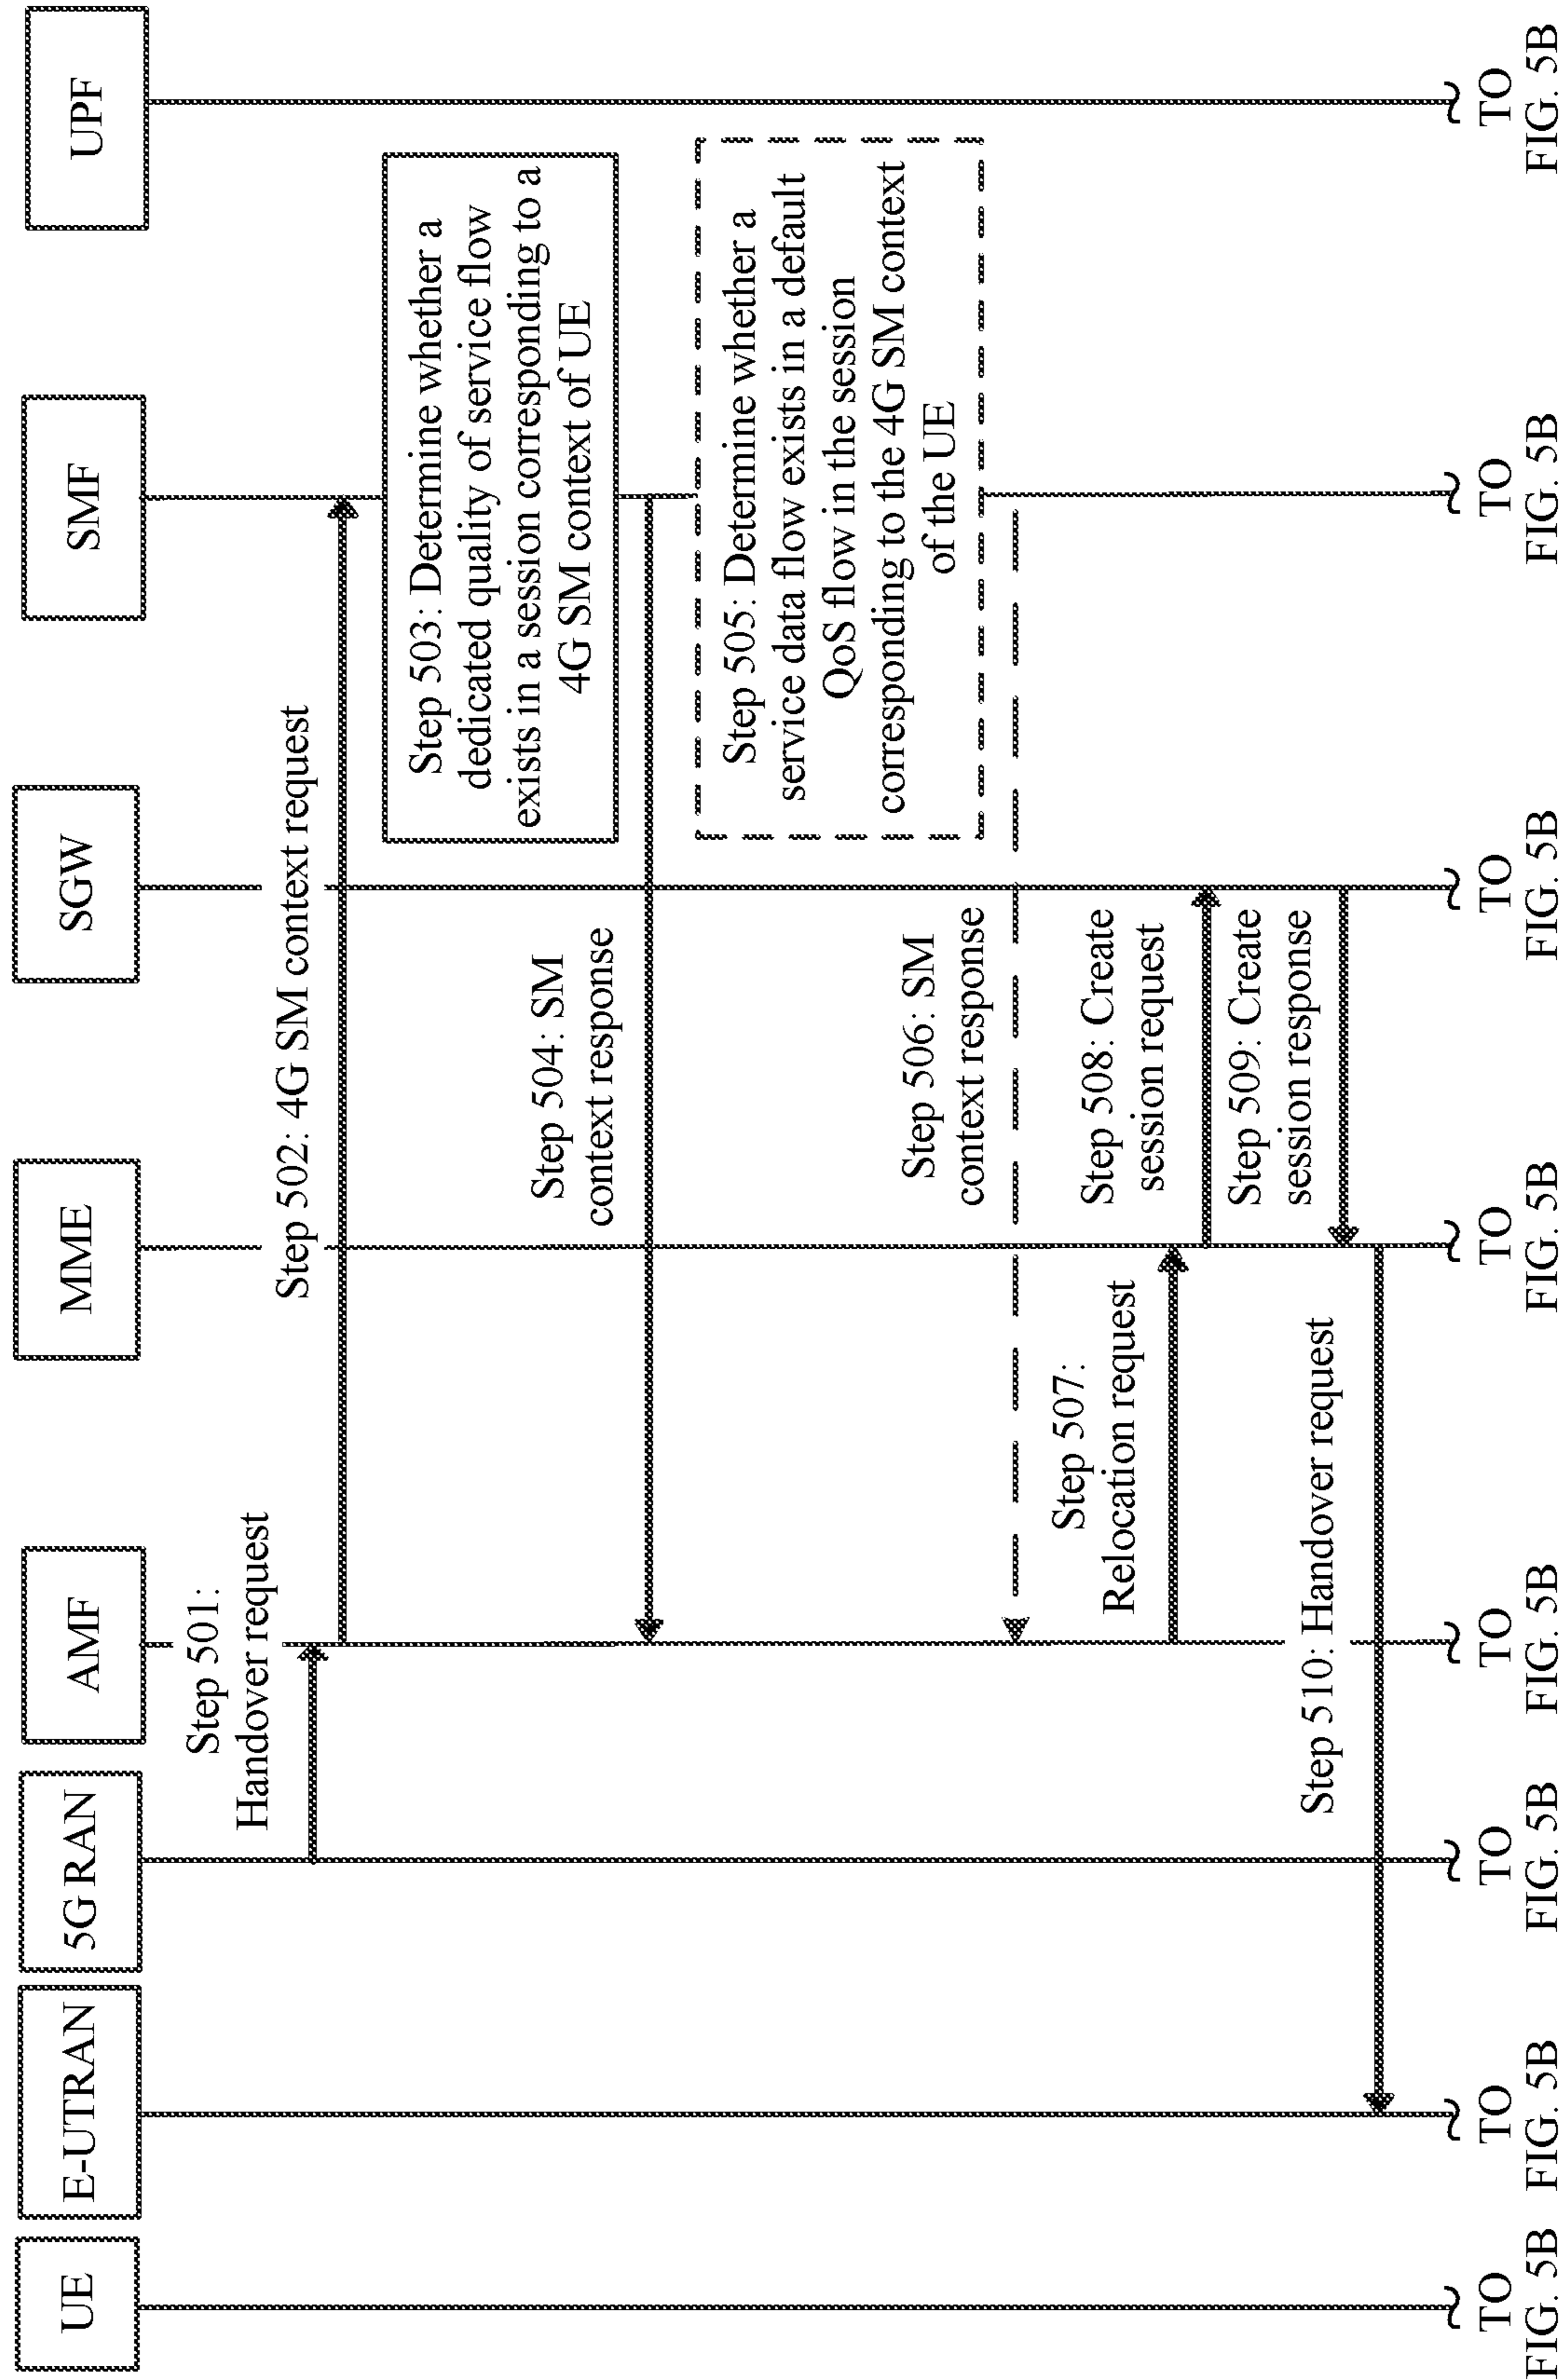 UE
E-UTRAN
5G RAN
AMF
MME
SGW
SMF
UPF
Step 501:
Handover request
Step 502: 4G SM context request
Step 503: Determine whether a
dedicated quality of service flow
exists in a session corresponding to a
4G SM context of UE
Step 504: SM
context response
Step 505: Determine whether a
service data flow exists in a default
QoS flow in the session
corresponding to the 4G SM context
of the UE
Step 506: SM
context response
Step 507:
Relocation request
Step 508: Create
session request
Step 509: Create
session response
Step 510: Handover request
TO
FIG. 5B
TO
FIG. 5B
TO
FIG. 5B
TO
FIG. 5B
TO
FIG. 5B
TO
FIG. 5B
TO
FIG. 5B
TO
FIG. 5B